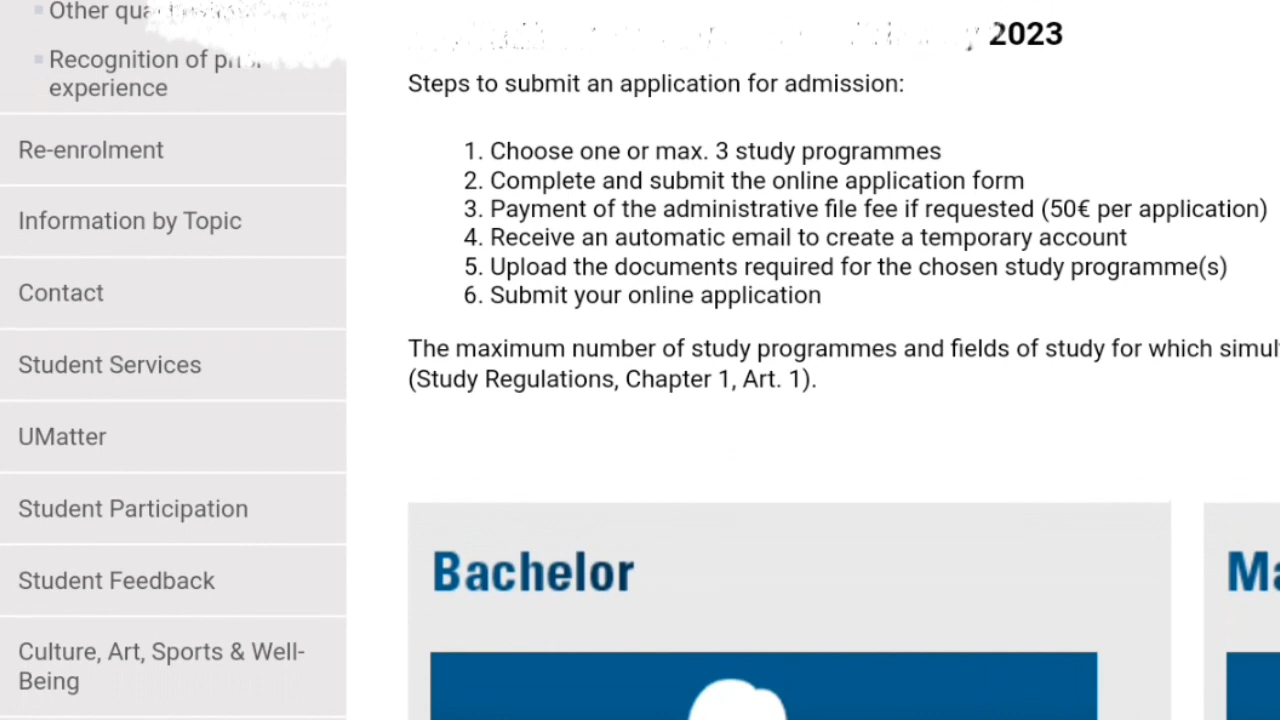 Other
Recognition of
experience
Re-enrolment
Information by Topic
Contact
Student Services
UMatter
Student Participation
Student Feedback
Culture, Art, Sports & Well-
Being
2023
Steps to submit an application for admission:
1. Choose one or max. 3 study programmes
2. Complete and submit the online application form
3. Payment of the administrative file fee if requested (50€ per application)
4. Receive an automatic email to create a temporary account
5. Upload the documents required for the chosen study programme(s)
6. Submit your online application
The maximum number of study programmes and fields of study for which
(Study Regulations, Chapter 1, Art. 1).
Bachelor